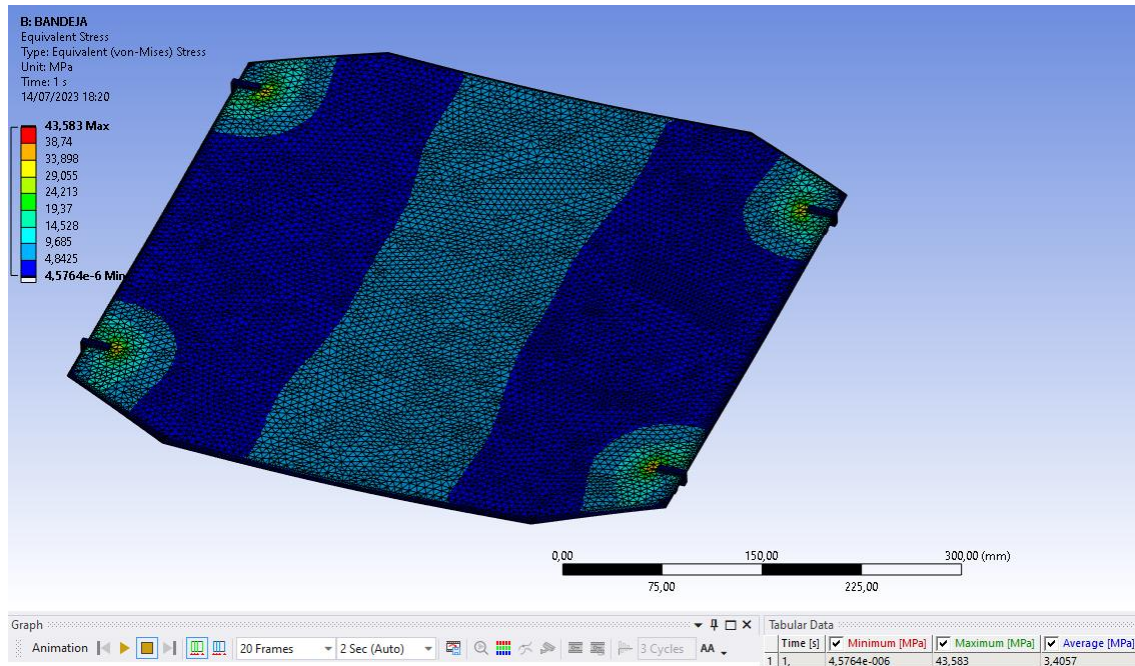 B: BANDEJA
Equivalent Stress
Type: Equivalent (von-Mises) Stress
Unit: MPa
Time: 1 s
14/07/2023 18:20
43,583 Max
38,74
33,898
29,055
24,213
19,37
14,528
9,685
4,8425
4,5764e-6 Min
0,00 150,00 300,00 (mm)
75,00 225,00
Graph
Tabular Data
Animation 20 Frames 2 Sec (Auto) 3 Cycles AA
Time [s] Minimum [MPa] Maximum [MPa] Average [MPa]
1 1, 4,5764e-006 43,583 3,4057